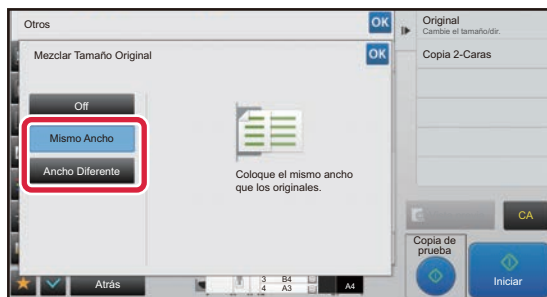 Otros
OK
Original
Cambie el tamaño/dir.
Mezclar Tamaño Original
OK
Copia 2-Caras
Off
Mismo Ancho
Ancho Diferente
Coloque el mismo ancho
que los originales.
CA
Copia de
prueba
Iniciar
Atrás
3 B4
4 A3
A4